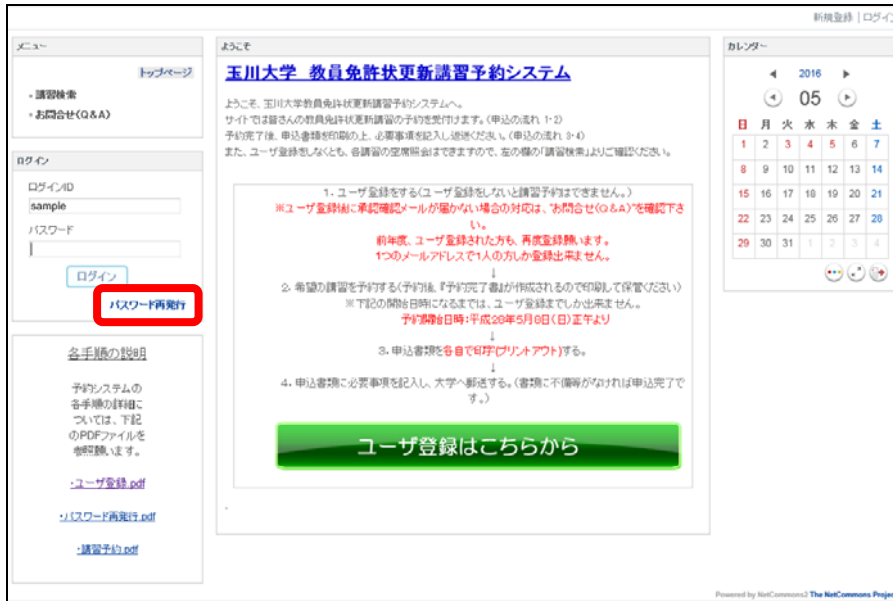 新規登録 | ログイン
メニュー
トップページ
・講習検索
・お問合せ(Q&A)
ログイン
ログインID
sample
パスワード
ログイン
パスワード再発行
各手順の説明
予約システムの
各手順の詳細に
ついては、下記
のPDFファイルを
参照願います。
・ユーザ登録.pdf
・パスワード再発行.pdf
・講習予約.pdf
ようこそ
玉川大学 教員免許状更新講習予約システム
ようこそ、玉川大学教員免許状更新講習予約システムへ。
サイトでは皆さんの教員免許状更新講習の予約を受付けます。(申込の流れ 1・2)
予約完了後、申込書類を印刷の上、必要事項を記入し返送ください。(申込の流れ 3・4)
また、ユーザ登録をしなくとも、各講習の空席照会はできますので、左の欄の「講習検索」よりご確認ください。
1. ユーザ登録をする(ユーザ登録をしないと講習予約はできません。)
※ユーザ登録後に承認確認メールが届かない場合の対応は、"お問合せ(Q&A)"を確認下さ
い。
前年度、ユーザ登録された方も、再度登録願います。
1つのメールアドレスで1人の方しか登録出来ません。
↓
2. 希望の講習を予約する(予約後、『予約完了書』が作成されるので印刷して保管ください)
※下記の開始日時になるまでは、ユーザ登録までしか出来ません。
予約開始日時:平成28年5月8日(日)正午より
↓
3. 申込書類を各自で印字(プリントアウト)する。
↓
4. 申込書類に必要事項を記入し、大学へ郵送する。(書類に不備等がなければ申込完了で
す。)
ユーザ登録はこちらから
カレンダー
2016
05
日 月 火 水 木 金 土
1 2 3 4 5 6 7
8 9 10 11 12 13 14
15 16 17 18 19 20 21
22 23 24 25 26 27 28
29 30 31 1 2 3 4
Powered by NetCommons2 The NetCommons Project